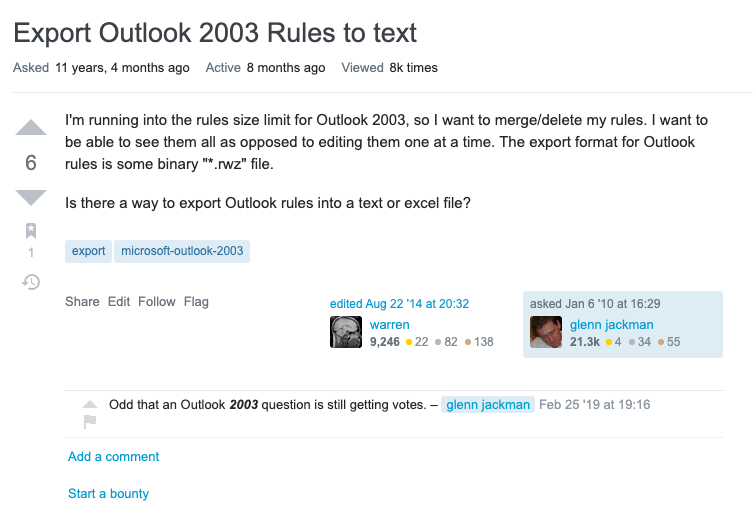 Export Outlook 2003 Rules to text
Asked 11 years, 4 months ago Active 8 months ago Viewed 8k times
I'm running into the rules size limit for Outlook 2003, so I want to merge/delete my rules. I want to
be able to see them all as opposed to editing them one at a time. The export format for Outlook
rules is some binary "*.rwz" file.
6
Is there a way to export Outlook rules into a text or excel file?
1
export microsoft-outlook-2003
Share Edit Follow Flag
edited Aug 22 '14 at 20:32
warren
9,246 22 82 138
asked Jan 6 '10 at 16:29
glenn jackman
21.3k 4 34 55
Odd that an Outlook 2003 question is still getting votes. – glenn jackman Feb 25 '19 at 19:16
Add a comment
Start a bounty